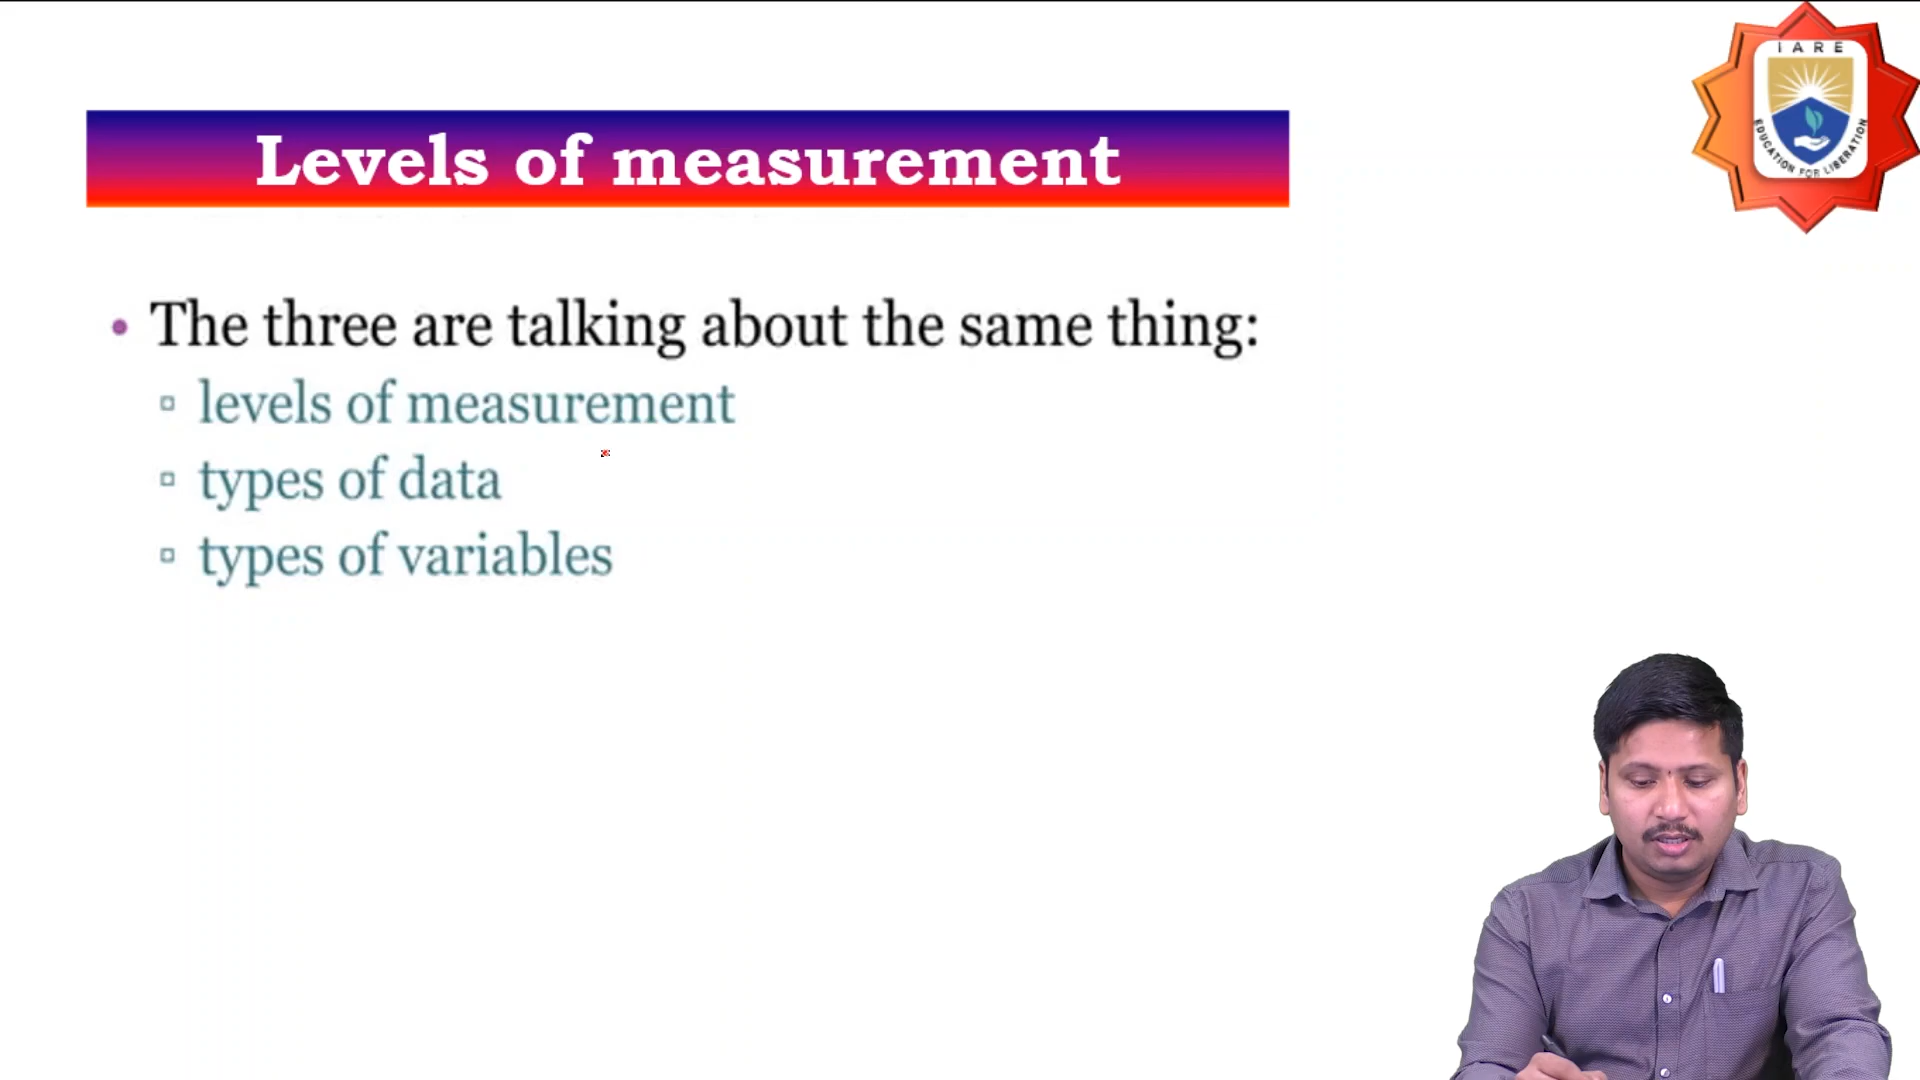 IARE
EDUCATION FOR LIBERATION
Levels of measurement
• The three are talking about the same thing:
▫ levels of measurement
▫ types of data
▫ types of variables